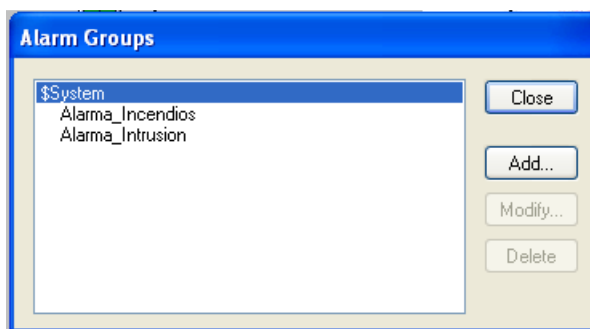 Alarm Groups
$System
Alarma_Incendios
Alarma_Intrusion
Close
Add...
Modify...
Delete